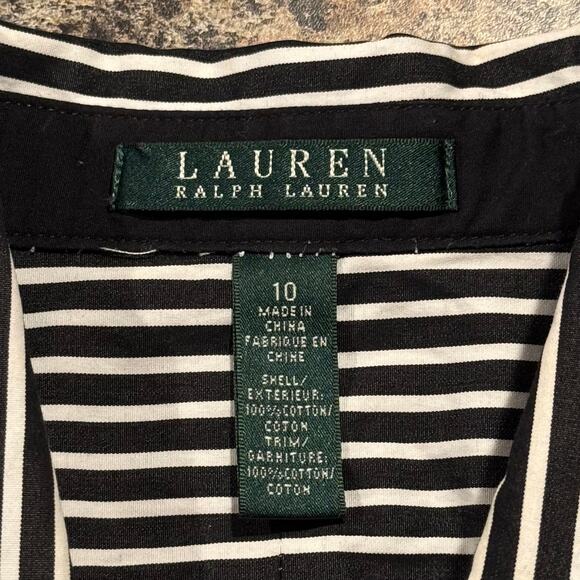 LAUREN
RALPH LAUREN
10
MADE IN
CHINA
FABRIQUE EN
CHINE
SHELL/
EXTERIEUR:
100%COTTON/
COTON
TRIM/
GARNITURE:
100%COTTON/
COTON